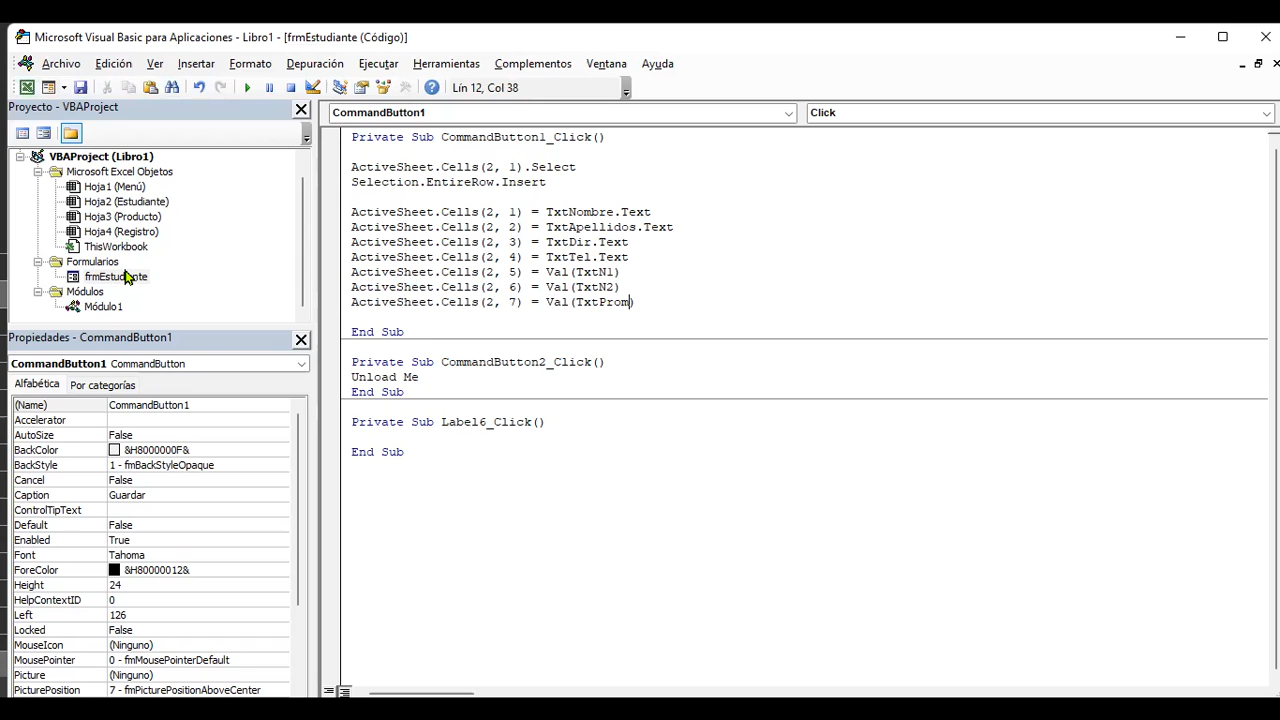 Microsoft Visual Basic para Aplicaciones - Libro1 - [frmEstudiante (Código)]
Archivo Edición Ver Insertar Formato Depuración Ejecutar Herramientas Complementos Ventana Ayuda
Lín 12, Col 38
Proyecto - VBAProject
VBAProject (Libro1)
Microsoft Excel Objetos
Hoja1 (Menú)
Hoja2 (Estudiante)
Hoja3 (Producto)
Hoja4 (Registro)
ThisWorkbook
Formularios
frmEstudiante
Módulos
Módulo1
Propiedades - CommandButton1
CommandButton1 CommandButton
Alfabética Por categorías
(Name) CommandButton1
Accelerator
AutoSize False
BackColor &H8000000F&
BackStyle 1 - fmBackStyleOpaque
Cancel False
Caption Guardar
ControlTipText
Default False
Enabled True
Font Tahoma
ForeColor &H80000012&
Height 24
HelpContextID 0
Left 126
Locked False
MouseIcon (Ninguno)
MousePointer 0 - fmMousePointerDefault
Picture (Ninguno)
PicturePosition 7 - fmPicturePositionAboveCenter
CommandButton1 Click
Private Sub CommandButton1_Click()
ActiveSheet.Cells(2, 1).Select
Selection.EntireRow.Insert
ActiveSheet.Cells(2, 1) = TxtNombre.Text
ActiveSheet.Cells(2, 2) = TxtApellidos.Text
ActiveSheet.Cells(2, 3) = TxtDir.Text
ActiveSheet.Cells(2, 4) = TxtTel.Text
ActiveSheet.Cells(2, 5) = Val(TxtN1)
ActiveSheet.Cells(2, 6) = Val(TxtN2)
ActiveSheet.Cells(2, 7) = Val(TxtProm)
End Sub
Private Sub CommandButton2_Click()
Unload Me
End Sub
Private Sub Label6_Click()
End Sub